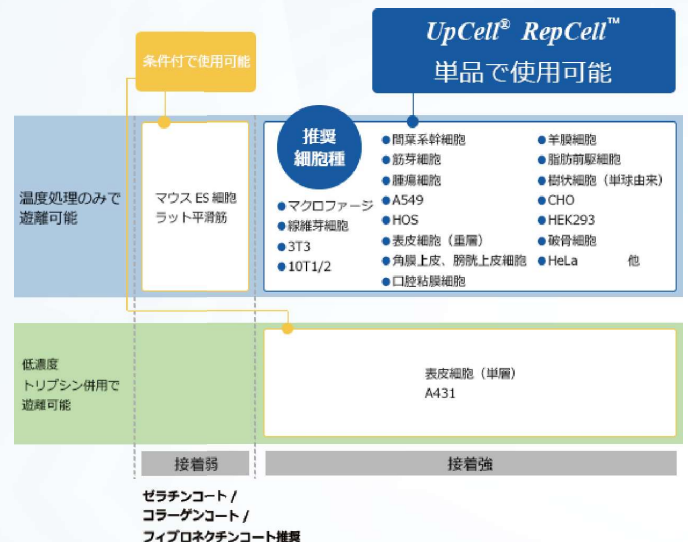 UpCell® RepCell™
単品で使用可能
条件付で使用可能
温度処理のみで
遊離可能
マウス ES 細胞
ラット平滑筋
推奨
細胞種
●マクロファージ
●線維芽細胞
●3T3
●10T1/2
●間葉系幹細胞
●筋芽細胞
●腫瘍細胞
●A549
●HOS
●表皮細胞（重層）
●角膜上皮、膀胱上皮細胞
●口腔粘膜細胞
●羊膜細胞
●脂肪前駆細胞
●樹状細胞（単球由来）
●CHO
●HEK293
●破骨細胞
●HeLa 他
低濃度
トリプシン併用で
遊離可能
表皮細胞（単層）
A431
接着弱
接着強
ゼラチンコート /
コラーゲンコート /
フィブロネクチンコート推奨